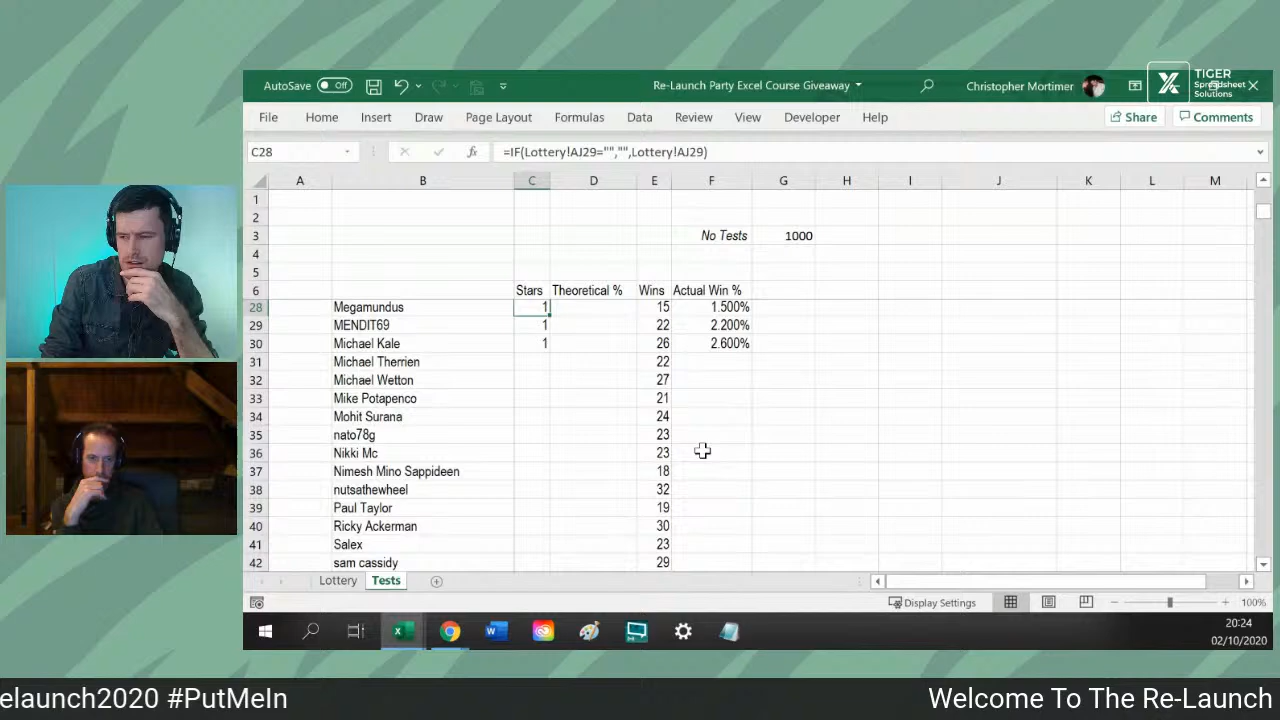 AutoSave Off
Re-Launch Party Excel Course Giveaway
Christopher Mortimer
TIGER
Spreadsheet
Solutions
File Home Insert Draw Page Layout Formulas Data Review View Developer Help
Share Comments
C28 fx =IF(Lottery!AJ29="","",Lottery!AJ29)
A B C D E F G H I J K L M
1
2
3 No Tests 1000
4
5
6 Stars Theoretical % Wins Actual Win %
28 Megamundus 1 15 1.500%
29 MENDIT69 1 22 2.200%
30 Michael Kale 1 26 2.600%
31 Michael Therrien 22
32 Michael Wetton 27
33 Mike Potapenco 21
34 Mohit Surana 24
35 nato78g 23
36 Nikki Mc 23
37 Nimesh Mino Sappideen 18
38 nutsathewheel 32
39 Paul Taylor 19
40 Ricky Ackerman 30
41 Salex 23
42 sam cassidy 29
Lottery Tests
Display Settings 100%
20:24
02/10/2020
elaunch2020 #PutMeIn Welcome To The Re-Launch